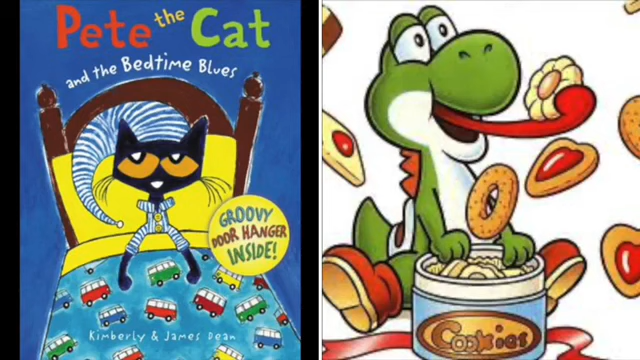 Pete the Cat
and the Bedtime Blues
GROOVY
DOOR HANGER
INSIDE!
Kimberly & James Dean
Cookies